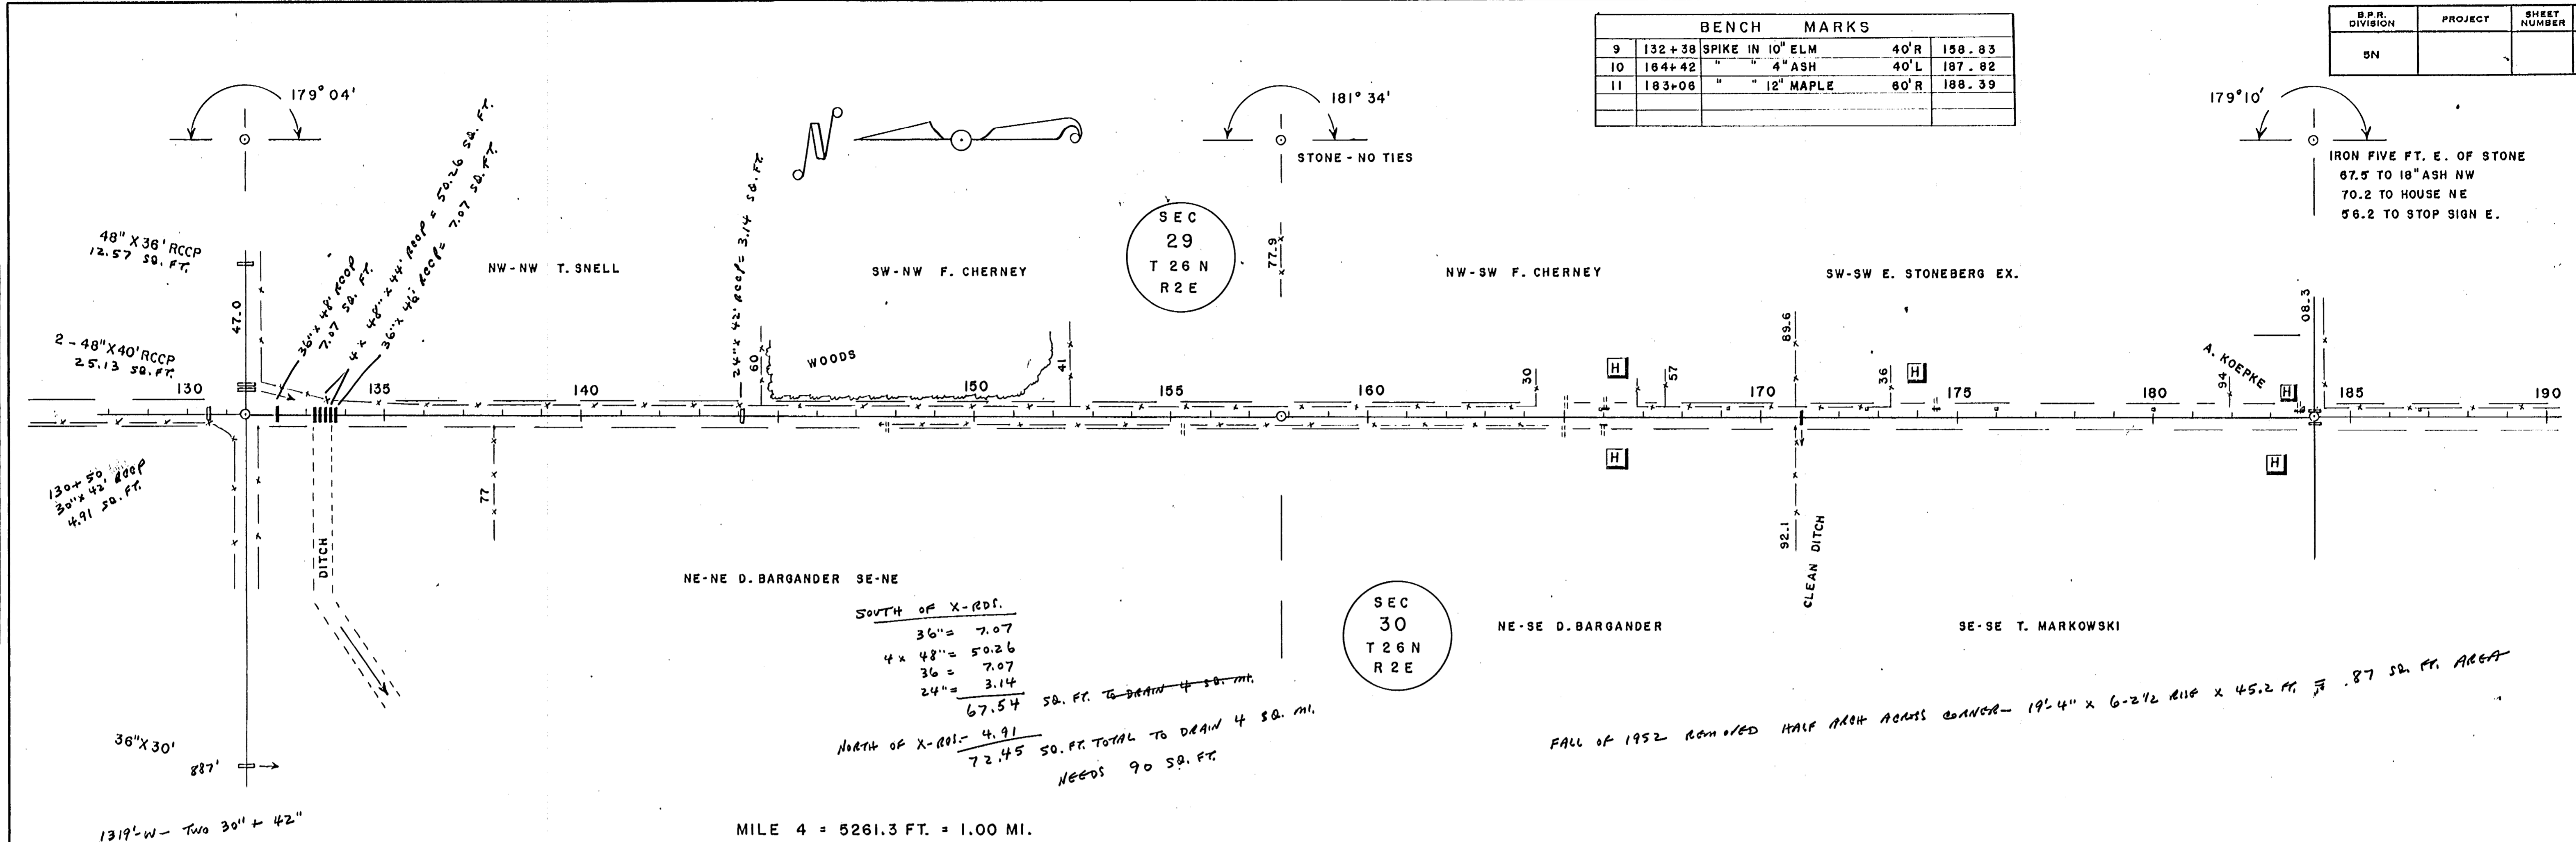 BENCH MARKS
9 132+38 SPIKE IN 10" ELM 40'R 158.83
10 164+42 " " 4" ASH 40'L 187.82
11 183+06 " " 12" MAPLE 60'R 188.39
B.P.R. DIVISION PROJECT SHEET NUMBER
5N
179° 04'
N
181° 34'
STONE - NO TIES
179° 10'
IRON FIVE FT. E. OF STONE
67.5 TO 18" ASH NW
70.2 TO HOUSE NE
56.2 TO STOP SIGN E.
48" X 36' RCCP
12.57 SQ. FT.
2 - 48" X 40' RCCP
25.13 SQ. FT.
47.0
36" x 48' RCCP
7.07 SQ. FT.
4 x 48" x 44' RCCP = 50.26 SQ. FT.
36" x 46' RCCP = 7.07 SQ. FT.
NW-NW T. SNELL
24" x 42' RCCP = 3.14 SQ. FT.
SW-NW F. CHERNEY
SEC
29
T 26 N
R 2 E
77.9
NW-SW F. CHERNEY
SW-SW E. STONEBERG EX.
60
WOODS
41
30
H
57
89.6
36
H
A. KOEPKE
94
H
08.3
130 135 140 150 155 160 170 175 180 185 190
130+50
30" x 42' RCCP
4.91 SQ. FT.
DITCH
77
H
92.1
CLEAN DITCH
H
NE-NE D. BARGANDER SE-NE
SEC
30
T 26 N
R 2 E
NE-SE D. BARGANDER
SE-SE T. MARKOWSKI
SOUTH OF X-RDS.
36" = 7.07
4 x 48" = 50.26
36 = 7.07
24" = 3.14
67.54 SQ. FT. TO DRAIN 4 SQ. MI.
NORTH OF X-RDS. - 4.91
72.45 SQ. FT. TOTAL TO DRAIN 4 SQ. MI.
NEEDS 90 SQ. FT.
FALL OF 1952 REMOVED HALF ARCH ACROSS CORNER - 19'-4" x 6-2 1/2 RISE x 45.2 FT. = .87 SQ. FT. AREA
36" X 30'
887'
1319'-W - TWO 30" + 42"
MILE 4 = 5261.3 FT. = 1.00 MI.